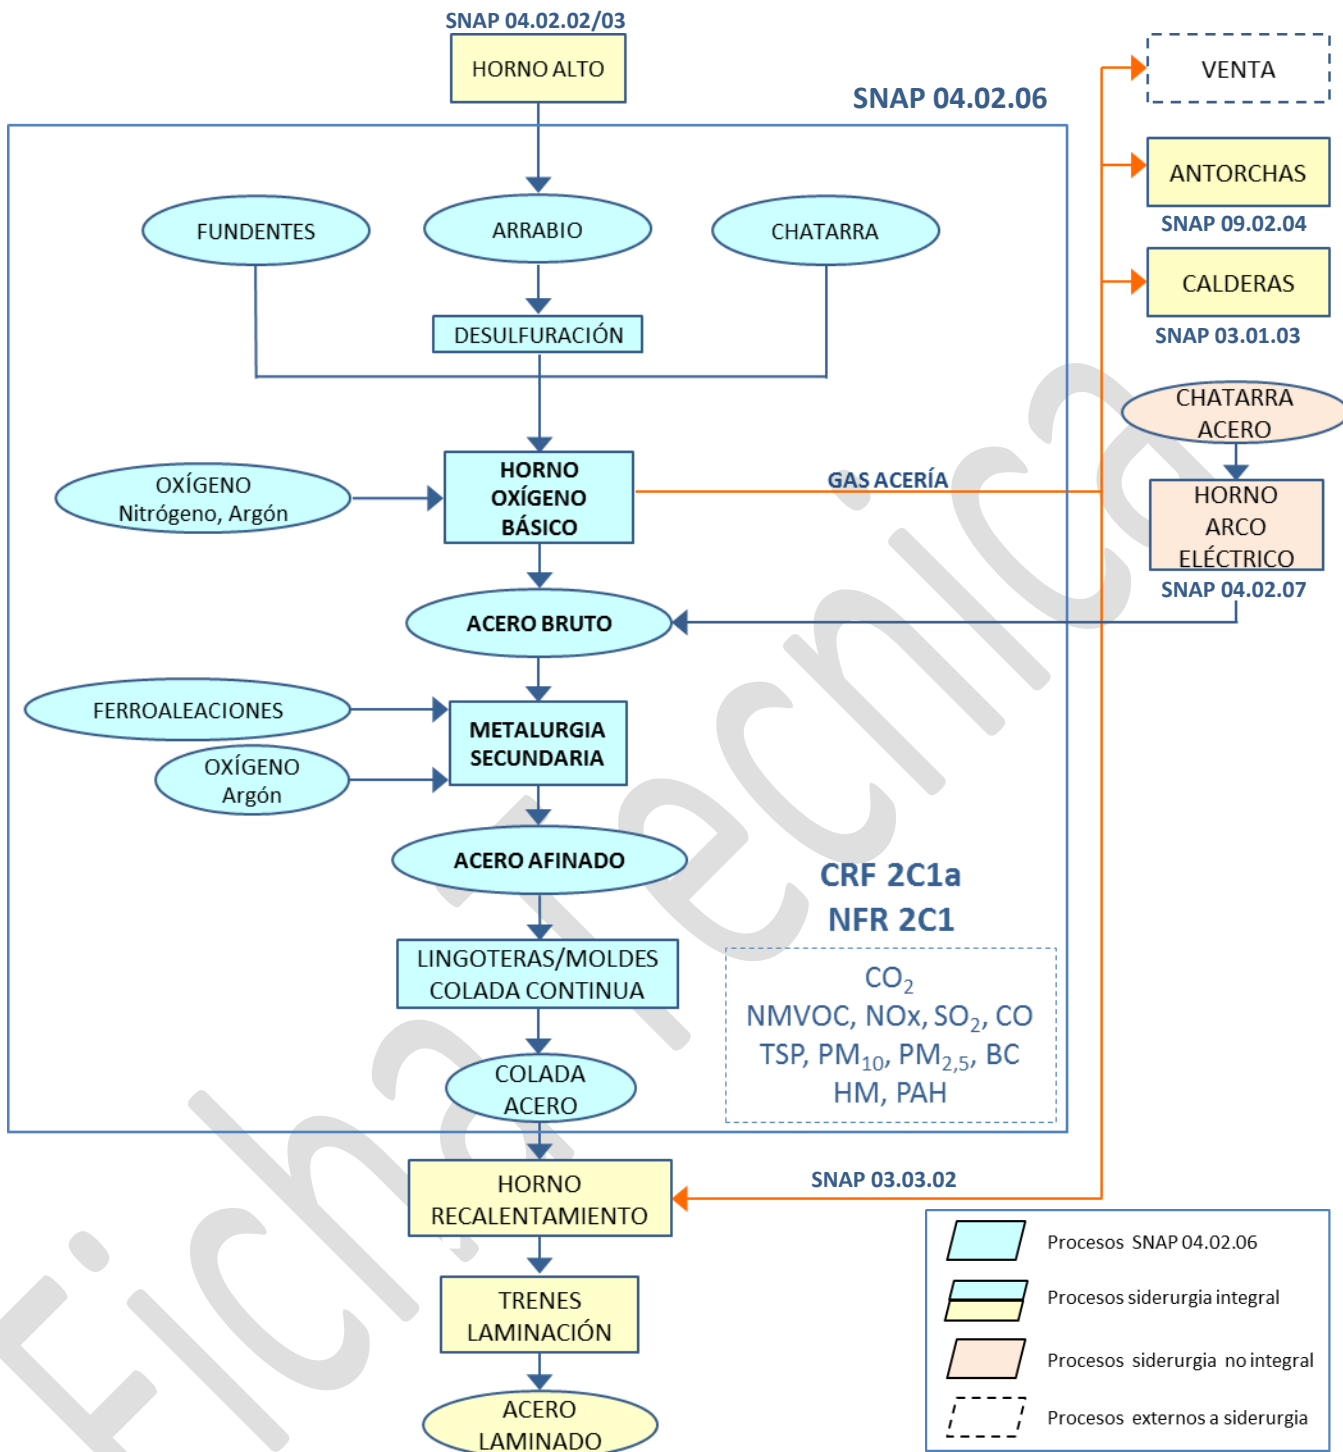 SNAP 04.02.02/03
HORNO ALTO
SNAP 04.02.06
VENTA
ANTORCHAS
SNAP 09.02.04
CALDERAS
SNAP 03.01.03
FUNDENTES
ARRABIO
CHATARRA
DESULFURACIÓN
CHATARRA
ACERO
HORNO
ARCO
ELÉCTRICO
SNAP 04.02.07
OXÍGENO
Nitrógeno, Argón
HORNO
OXÍGENO
BÁSICO
GAS ACERÍA
ACERO BRUTO
FERROALEACIONES
OXÍGENO
Argón
METALURGIA
SECUNDARIA
ACERO AFINADO
CRF 2C1a
NFR 2C1
LINGOTERAS/MOLDES
COLADA CONTINUA
CO₂
NMVOC, NOx, SO₂, CO
TSP, PM₁₀, PM₂,₅, BC
HM, PAH
COLADA
ACERO
HORNO
RECALENTAMIENTO
SNAP 03.03.02
TRENES
LAMINACIÓN
ACERO
LAMINADO
Procesos SNAP 04.02.06
Procesos siderurgia integral
Procesos siderurgia no integral
Procesos externos a siderurgia
Ficha Tecnica